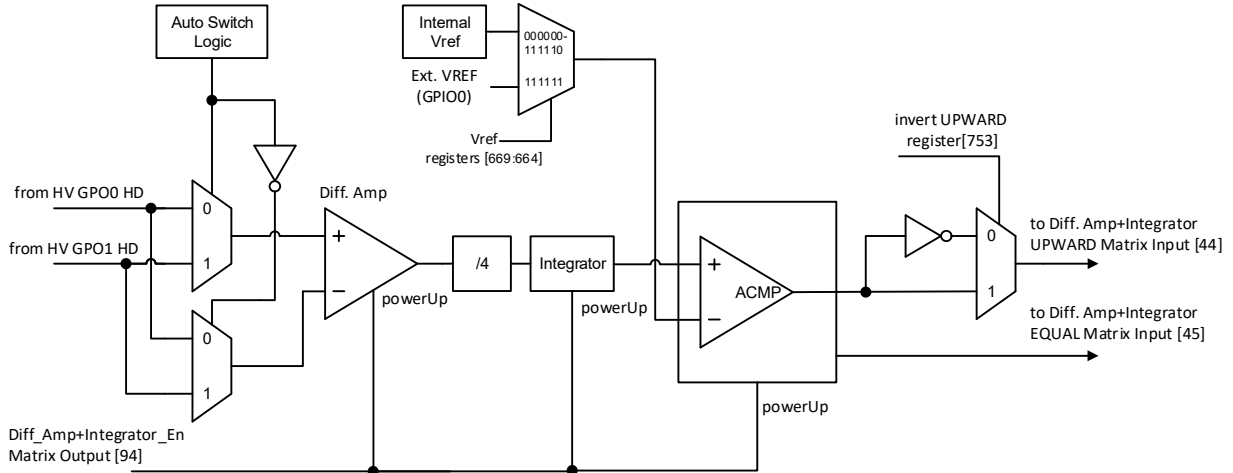 Auto Switch
Logic
Internal
Vref
000000-
111110
111111
Ext. VREF
(GPIO0)
Vref
registers [669:664]
invert UPWARD
register[753]
from HV GPO0 HD
from HV GPO1 HD
0
1
0
1
Diff. Amp
+
−
powerUp
/4
Integrator
powerUp
+
−
ACMP
powerUp
0
1
to Diff. Amp+Integrator
UPWARD Matrix Input [44]
to Diff. Amp+Integrator
EQUAL Matrix Input [45]
Diff_Amp+Integrator_En
Matrix Output [94]